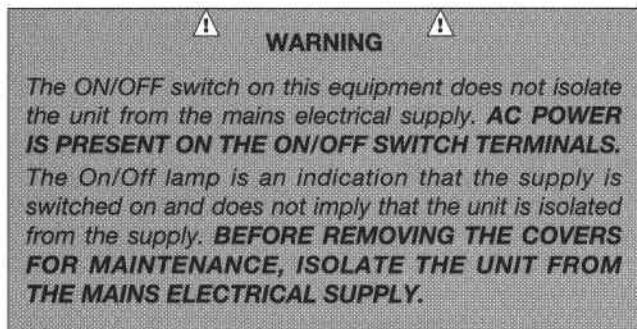 WARNING
The ON/OFF switch on this equipment does not isolate
the unit from the mains electrical supply. AC POWER
IS PRESENT ON THE ON/OFF SWITCH TERMINALS.
The On/Off lamp is an indication that the supply is
switched on and does not imply that the unit is isolated
from the supply. BEFORE REMOVING THE COVERS
FOR MAINTENANCE, ISOLATE THE UNIT FROM
THE MAINS ELECTRICAL SUPPLY.